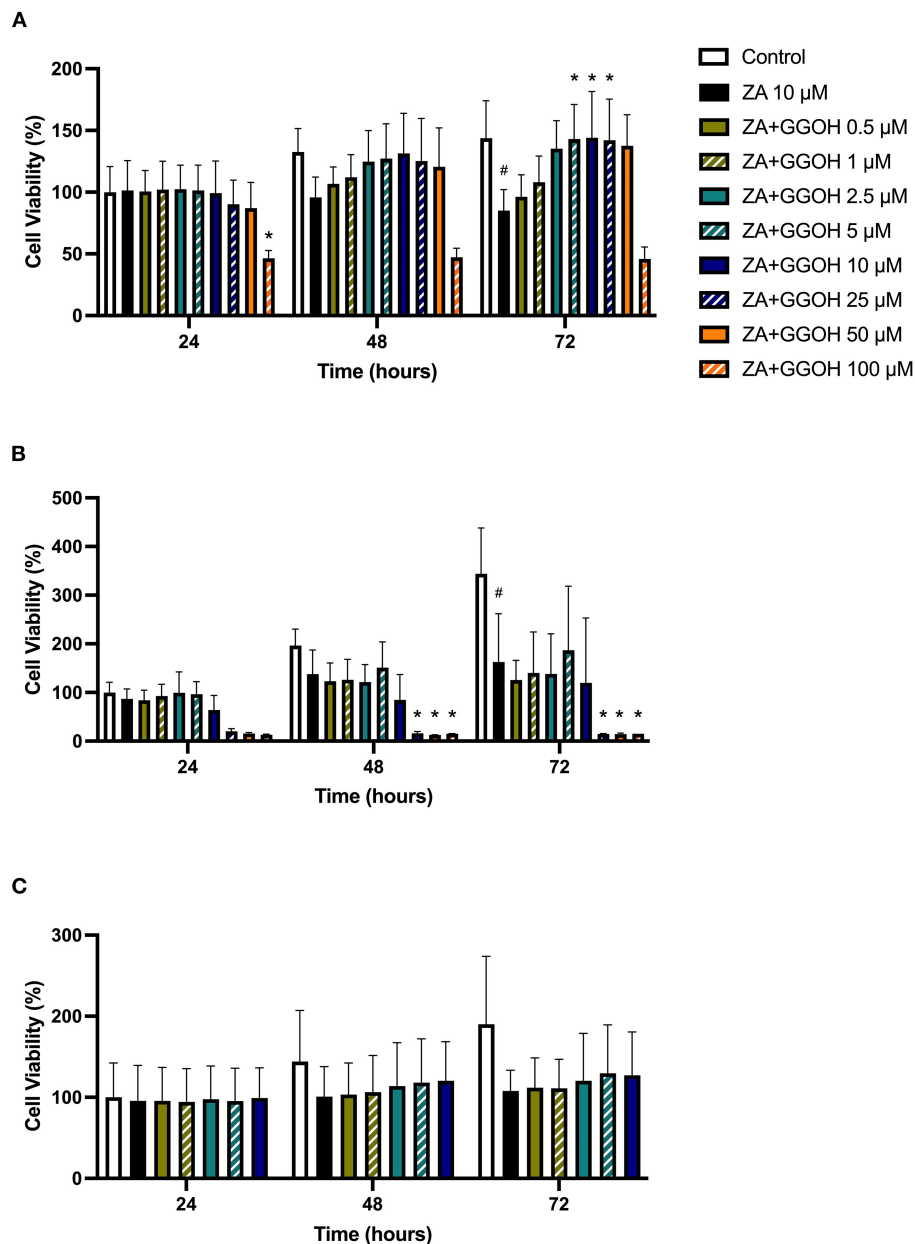 A
Cell Viability (%)
200
150
100
50
0
#
*
* * *
24
48
72
Time (hours)
Control
ZA 10 µM
ZA+GGOH 0.5 µM
ZA+GGOH 1 µM
ZA+GGOH 2.5 µM
ZA+GGOH 5 µM
ZA+GGOH 10 µM
ZA+GGOH 25 µM
ZA+GGOH 50 µM
ZA+GGOH 100 µM
B
Cell Viability (%)
500
400
300
200
100
0
#
* * *
* * *
24
48
72
Time (hours)
C
Cell Viability (%)
300
200
100
0
24
48
72
Time (hours)